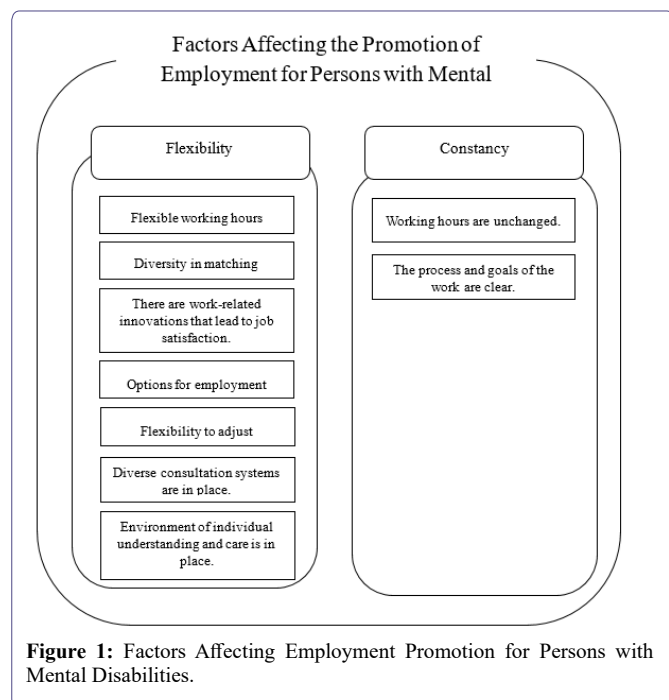 Factors Affecting the Promotion of
Employment for Persons with Mental
Flexibility
Flexible working hours
Diversity in matching
There are work-related
innovations that lead to job
satisfaction.
Options for employment
Flexibility to adjust
Diverse consultation systems
are in place.
Environment of individual
understanding and care is in
place.
Constancy
Working hours are unchanged.
The process and goals of the
work are clear.
Figure 1: Factors Affecting Employment Promotion for Persons with
Mental Disabilities.